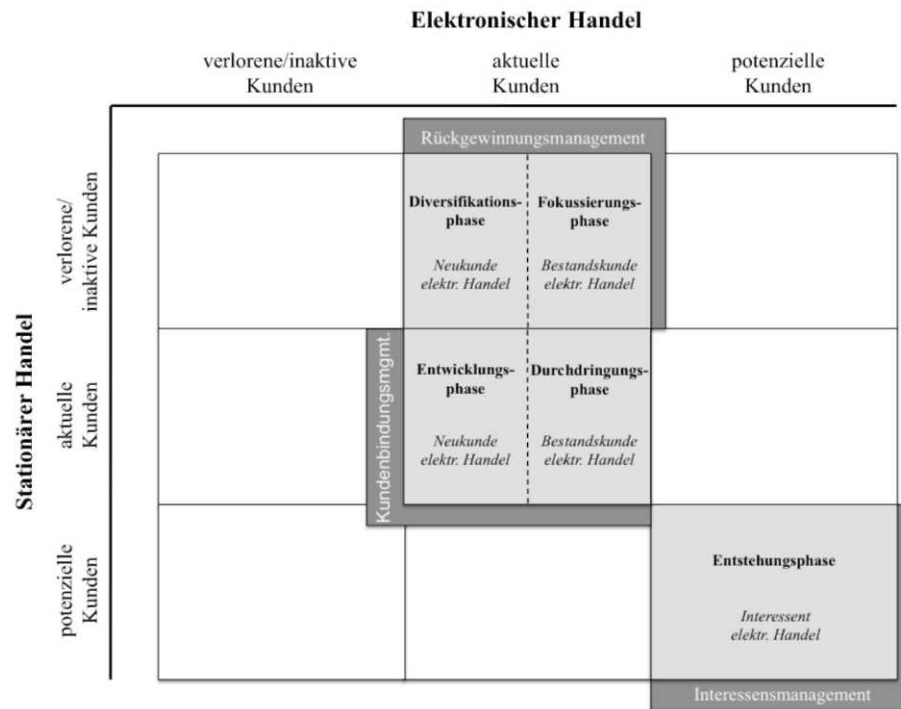 Elektronischer Handel
verlorene/inaktive
Kunden
aktuelle
Kunden
potenzielle
Kunden
Stationärer Handel
verlorene/
inaktive Kunden
aktuelle
Kunden
potenzielle
Kunden
Rückgewinnungsmanagement
Diversifikations-
phase
Neukunde
elektr. Handel
Fokussierungs-
phase
Bestandskunde
elektr. Handel
Kundenbindungsmgmt.
Entwicklungs-
phase
Neukunde
elektr. Handel
Durchdringungs-
phase
Bestandskunde
elektr. Handel
Entstehungsphase
Interessent
elektr. Handel
Interessensmanagement